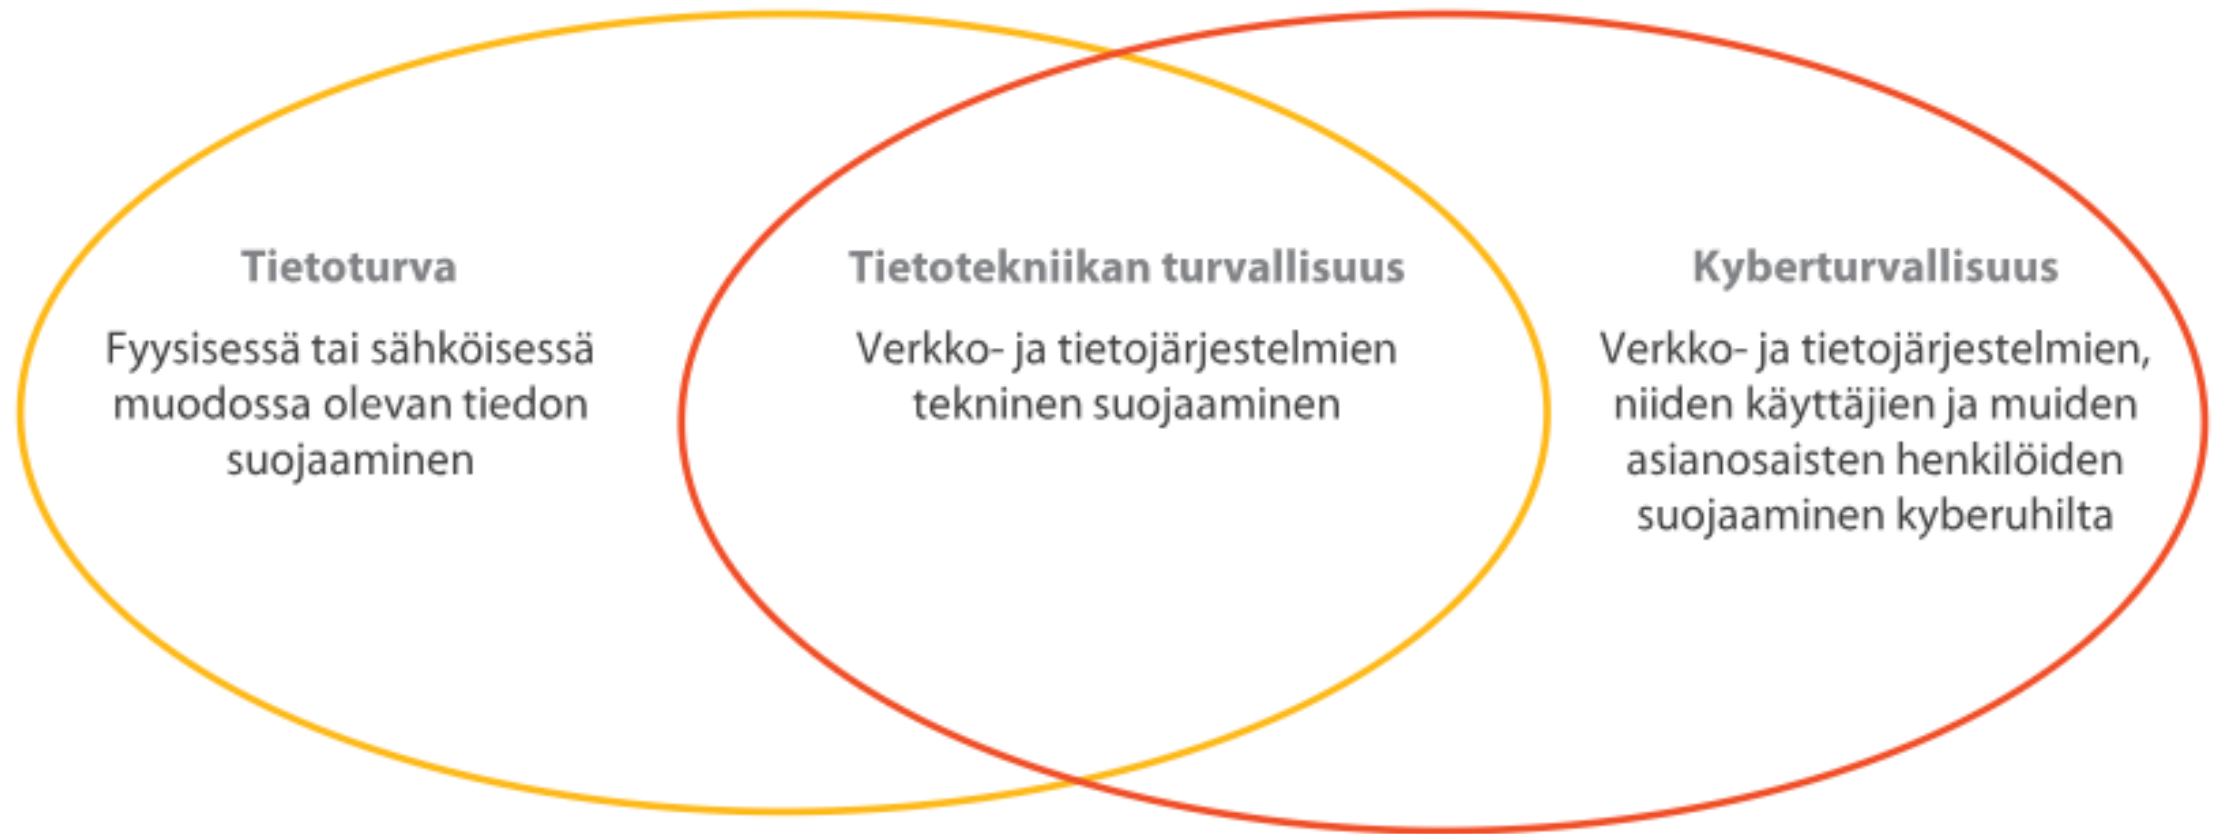 Tietoturva
Fyysisessä tai sähköisessä
muodossa olevan tiedon
suojaaminen
Tietotekniikan turvallisuus
Verkko- ja tietojärjestelmien
tekninen suojaaminen
Kyberturvallisuus
Verkko- ja tietojärjestelmien,
niiden käyttäjien ja muiden
asianosaisten henkilöiden
suojaaminen kyberuhilta